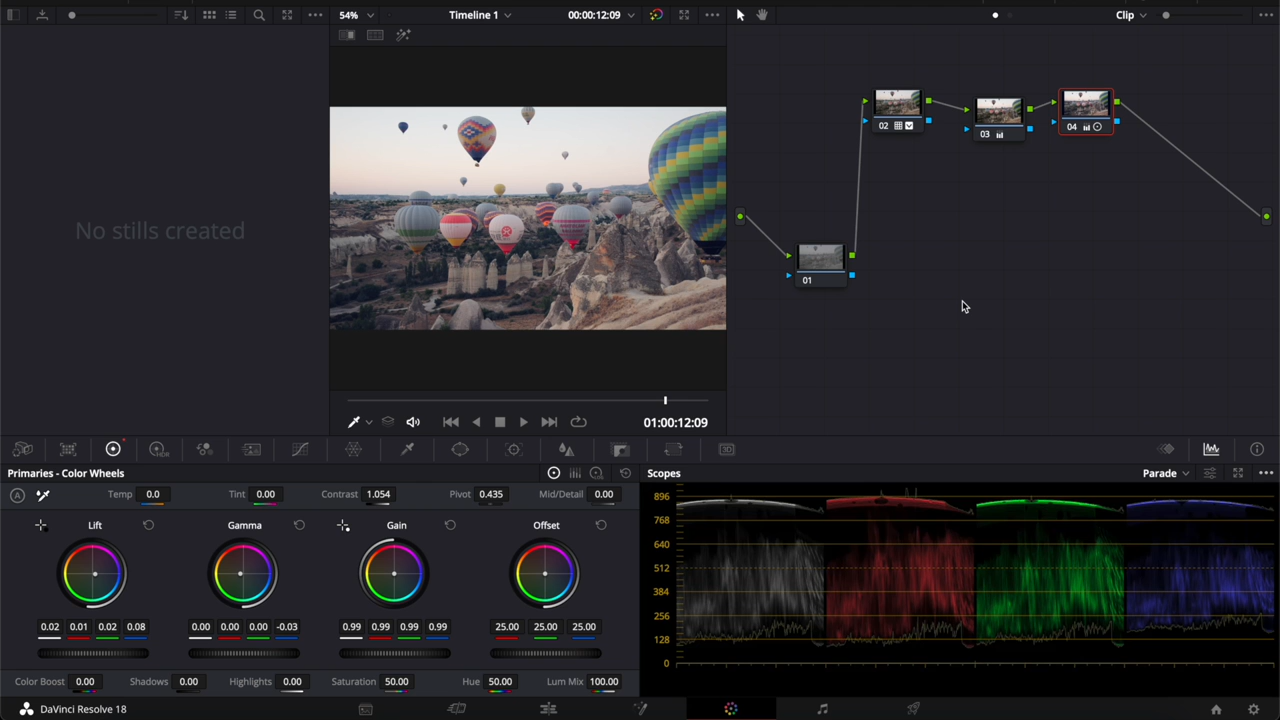 54%
Timeline 1
00:00:12:09
Clip
No stills created
02
03
04
01
01:00:12:09
HDR
3D
Primaries - Color Wheels
Scopes
Parade
A
Temp 0.0
Tint 0.00
Contrast 1.054
Pivot 0.435
Mid/Detail 0.00
Lift
Gamma
Gain
Offset
0.02 0.01 0.02 0.08
0.00 0.00 0.00 -0.03
0.99 0.99 0.99 0.99
25.00 25.00 25.00
Color Boost 0.00
Shadows 0.00
Highlights 0.00
Saturation 50.00
Hue 50.00
Lum Mix 100.00
896
768
640
512
384
256
128
0
DaVinci Resolve 18